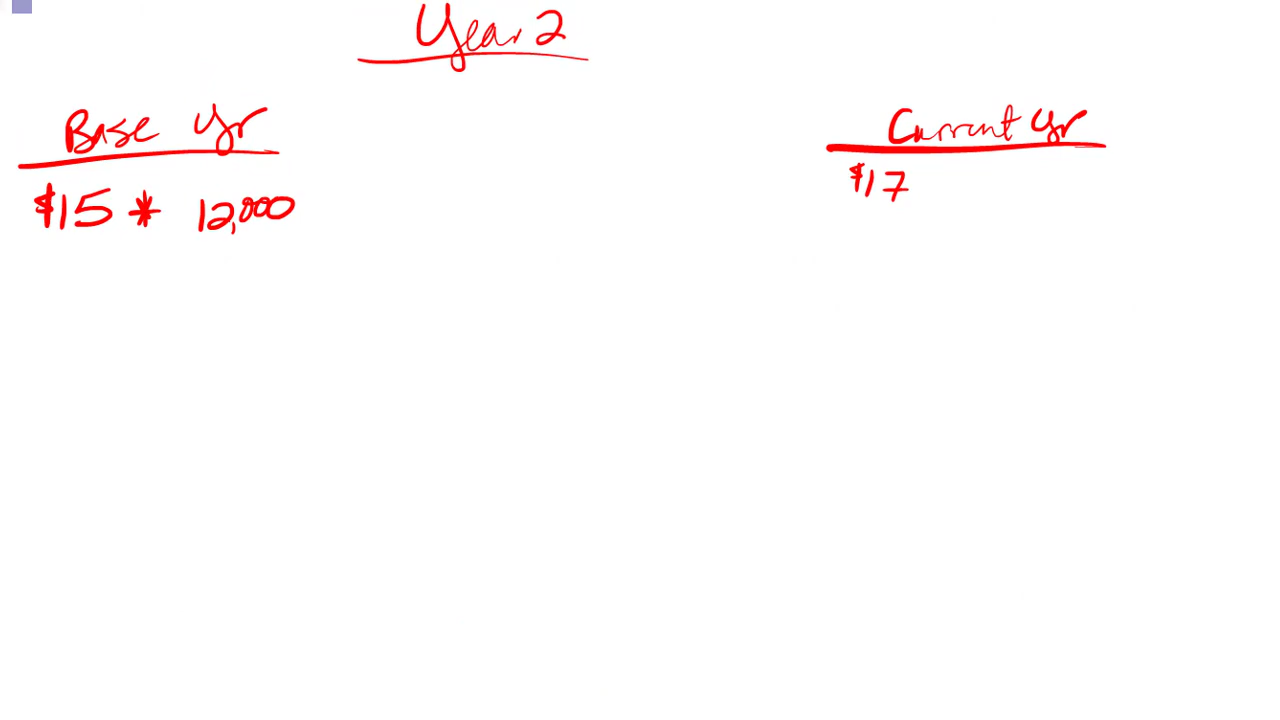 Year 2
Base Yr
Current Yr
$15 * 12,000
$17